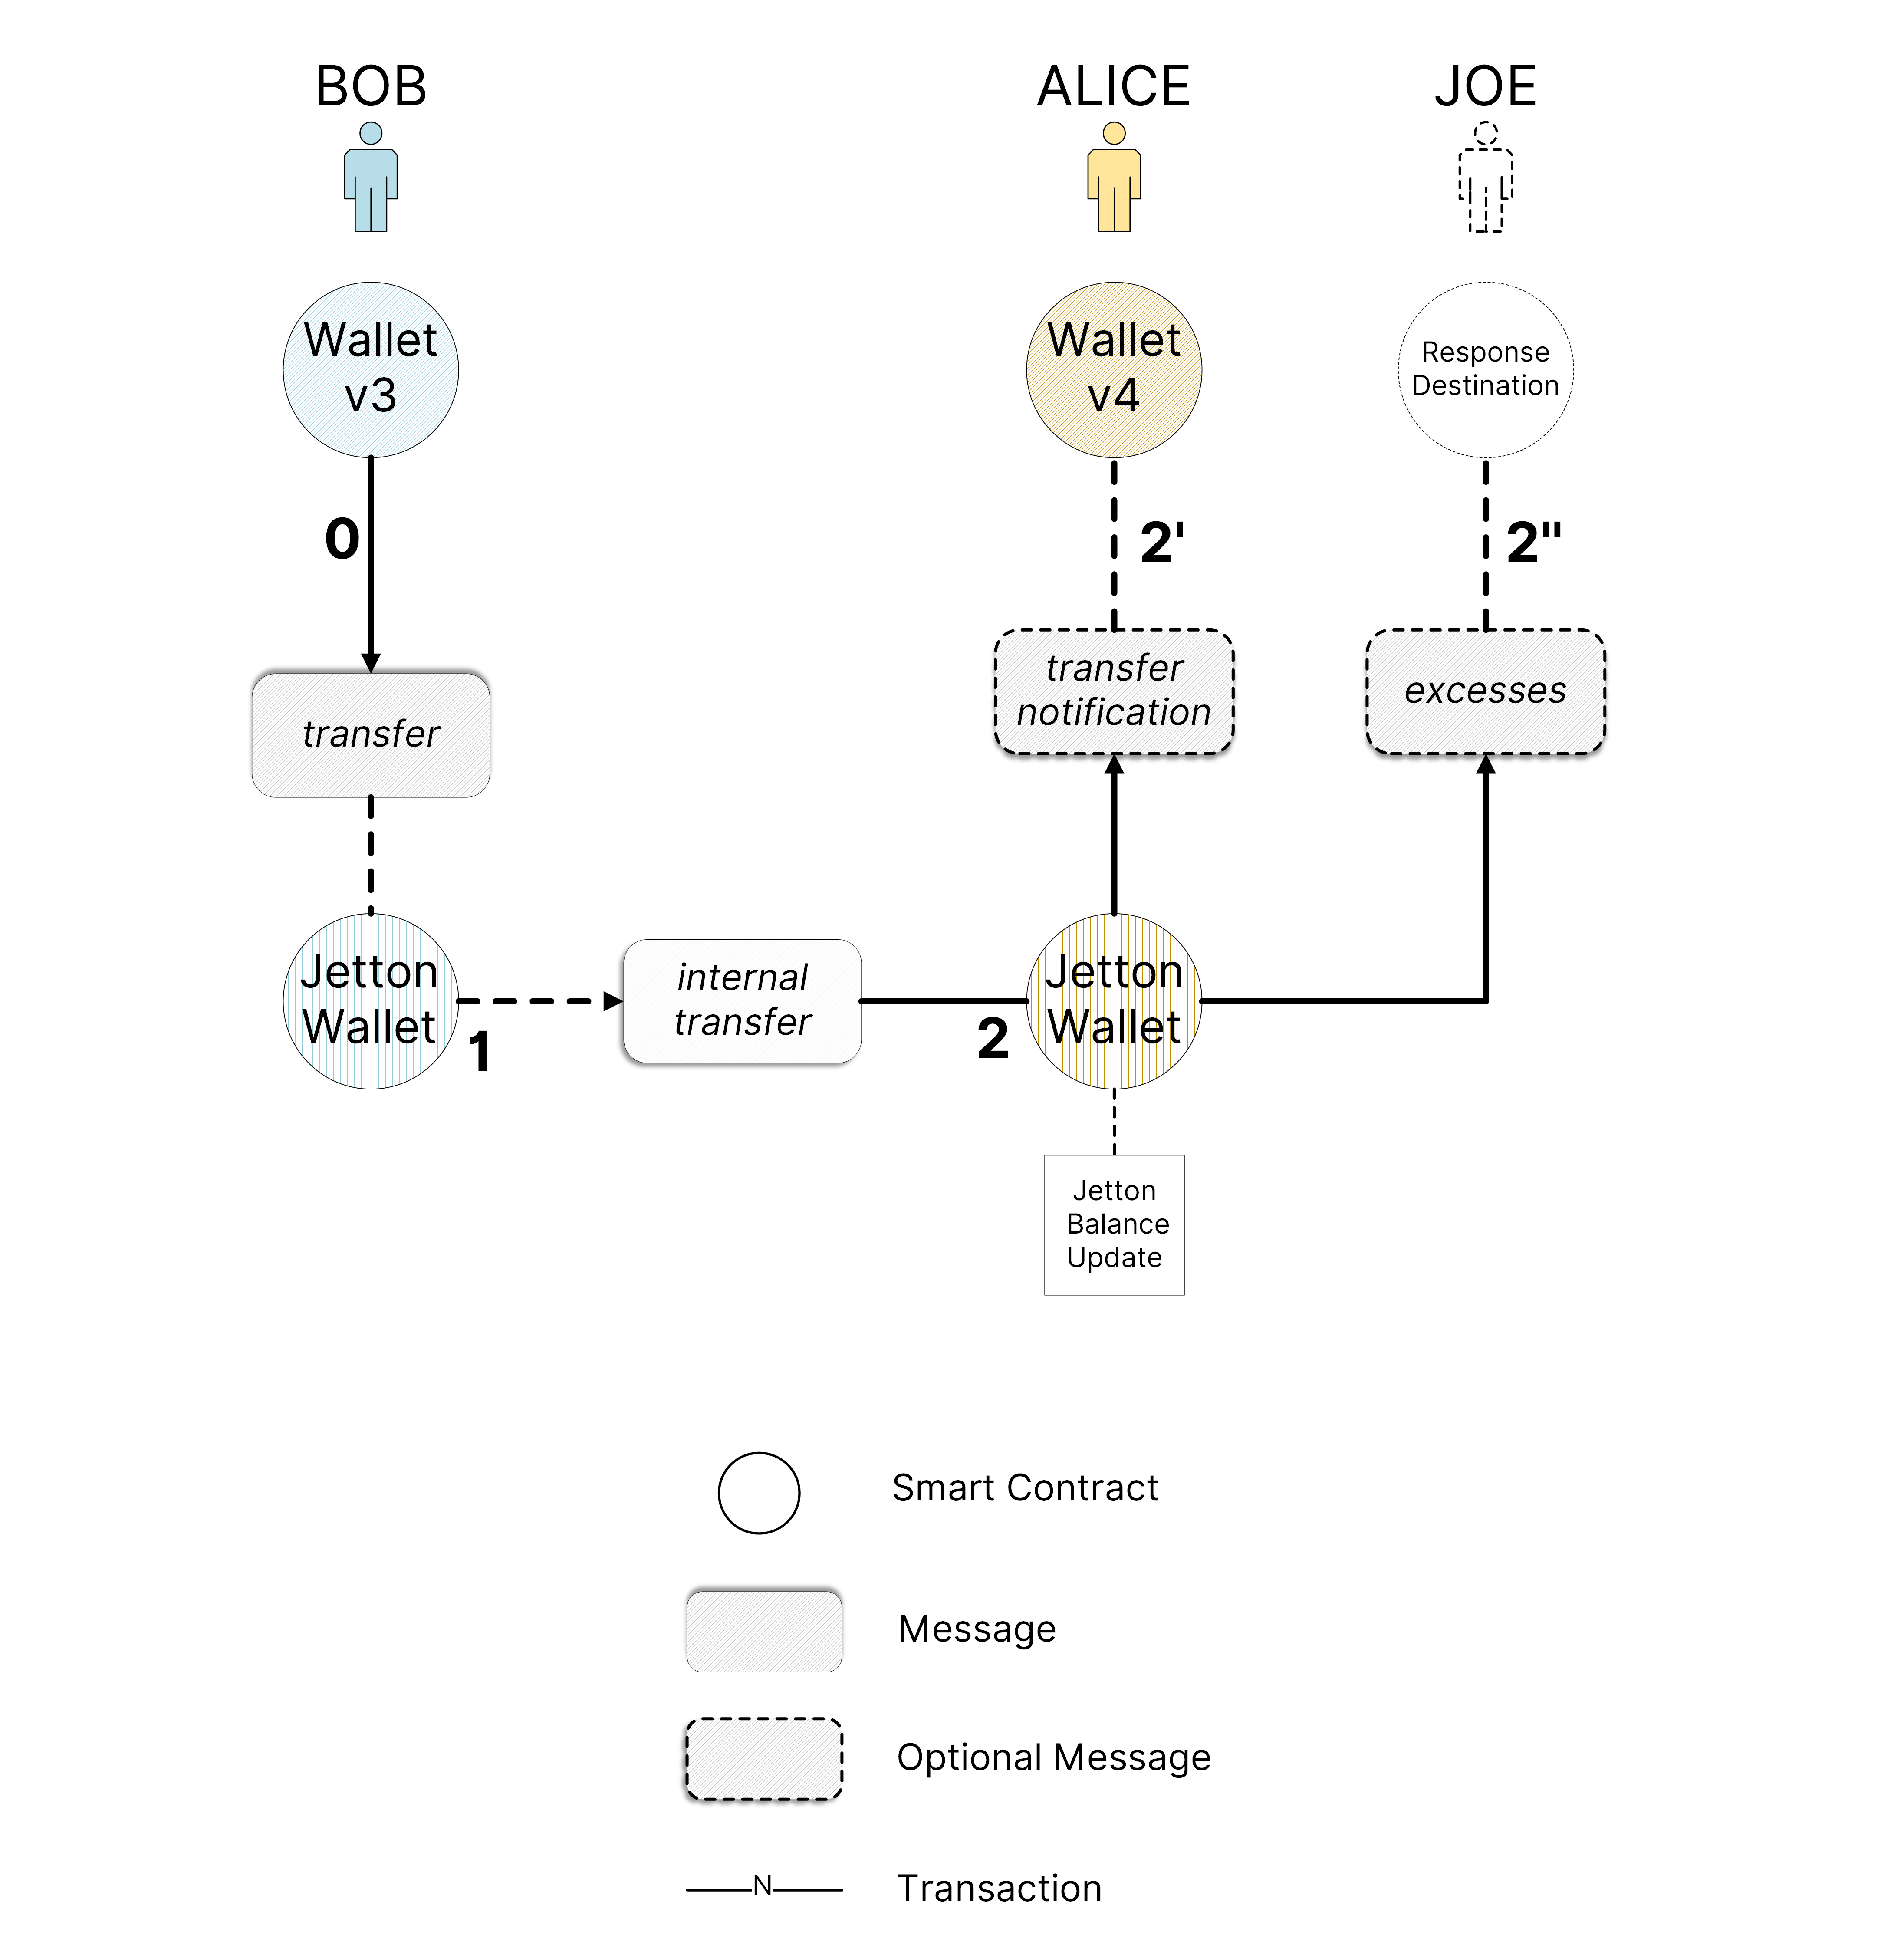 BOB
ALICE
JOE
Wallet
v3
Wallet
v4
Response
Destination
0
2'
2"
transfer
transfer
notification
excesses
Jetton
Wallet
1
internal
transfer
2
Jetton
Wallet
Jetton
Balance
Update
Smart Contract
Message
Optional Message
N
Transaction